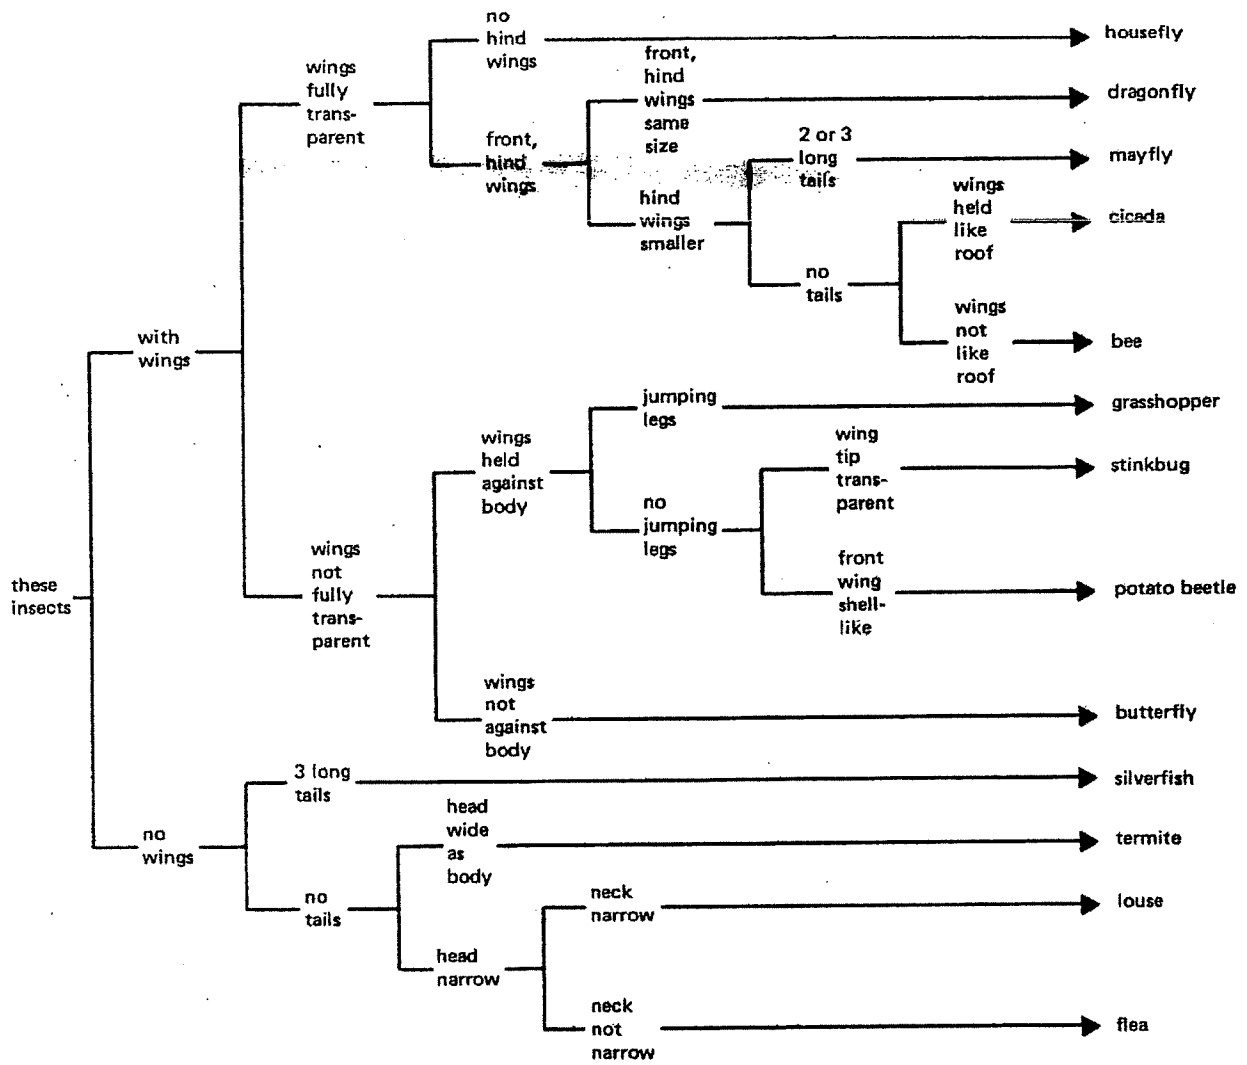 no
hind
wings
housefly
wings
fully
trans-
parent
front,
hind
wings
same
size
dragonfly
front,
hind
wings
2 or 3
long
tails
mayfly
hind
wings
smaller
wings
held
like
roof
cicada
no
tails
wings
not
like
roof
bee
with
wings
jumping
legs
grasshopper
wings
held
against
body
wing
tip
trans-
parent
stinkbug
no
jumping
legs
front
wing
shell-
like
potato beetle
wings
not
fully
trans-
parent
these
insects
wings
not
against
body
butterfly
3 long
tails
silverfish
no
wings
head
wide
as
body
termite
no
tails
neck
narrow
louse
head
narrow
neck
not
narrow
flea